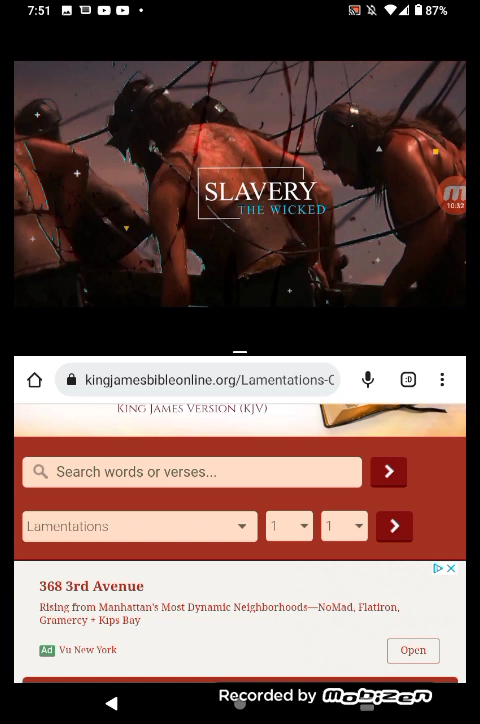 7:51
87%
SLAVERY
THE WICKED
10:32
kingjamesbibleonline.org/Lamentations-C
:D
KING JAMES VERSION (KJV)
Search words or verses...
Lamentations 1 1
368 3rd Avenue
Rising from Manhattan's Most Dynamic Neighborhoods—NoMad, Flatiron,
Gramercy + Kips Bay
Ad Vu New York
Open
Recorded by Mobizen